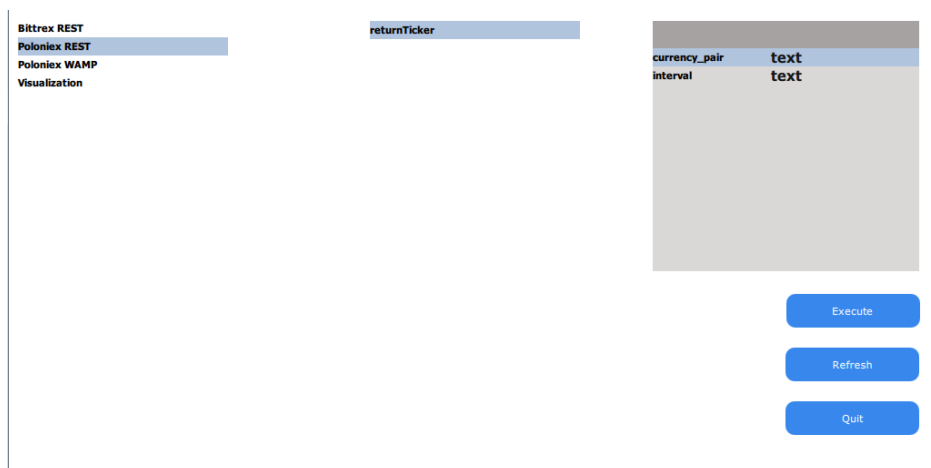 Bittrex REST
Poloniex REST
Poloniex WAMP
Visualization
returnTicker
currency_pair text
interval text
Execute
Refresh
Quit